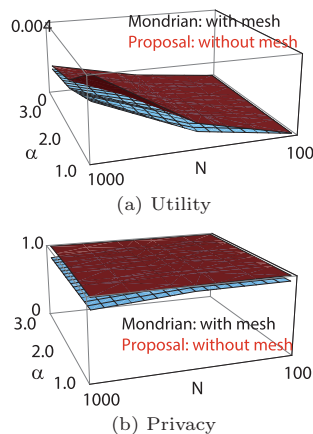 0.004
Mondrian: with mesh
Proposal: without mesh
0
3.0
2.0
α
1.0
1000
N
100
(a) Utility
1.0
0
3.0
2.0
α
1.0
Mondrian: with mesh
Proposal: without mesh
1000
N
100
(b) Privacy